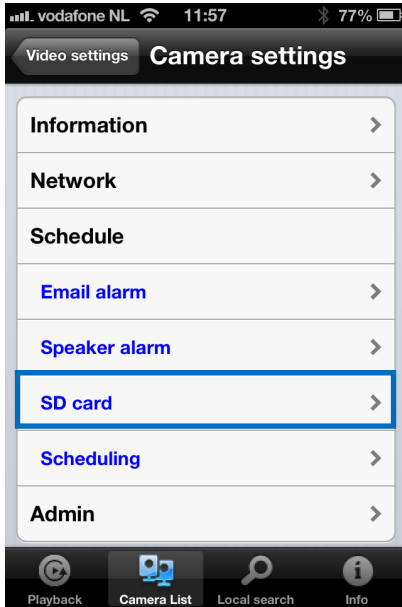 vodafone NL 11:57 77%
Video settings Camera settings
Information
Network
Schedule
Email alarm
Speaker alarm
SD card
Scheduling
Admin
Playback Camera List Local search Info